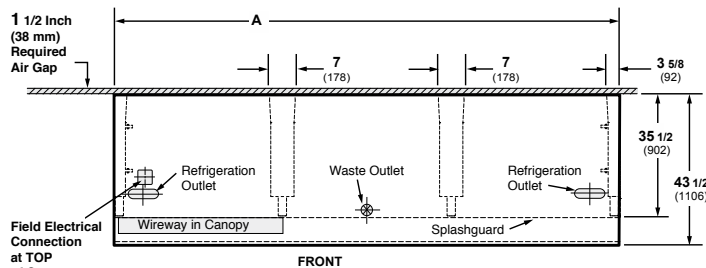 1 1/2 Inch
(38 mm)
Required
Air Gap
A
7
(178)
7
(178)
3 5/8
(92)
35 1/2
(902)
43 1/2
(1106)
Refrigeration
Outlet
Waste Outlet
Refrigeration
Outlet
Wireway in Canopy
Splashguard
Field Electrical
Connection
at TOP
FRONT